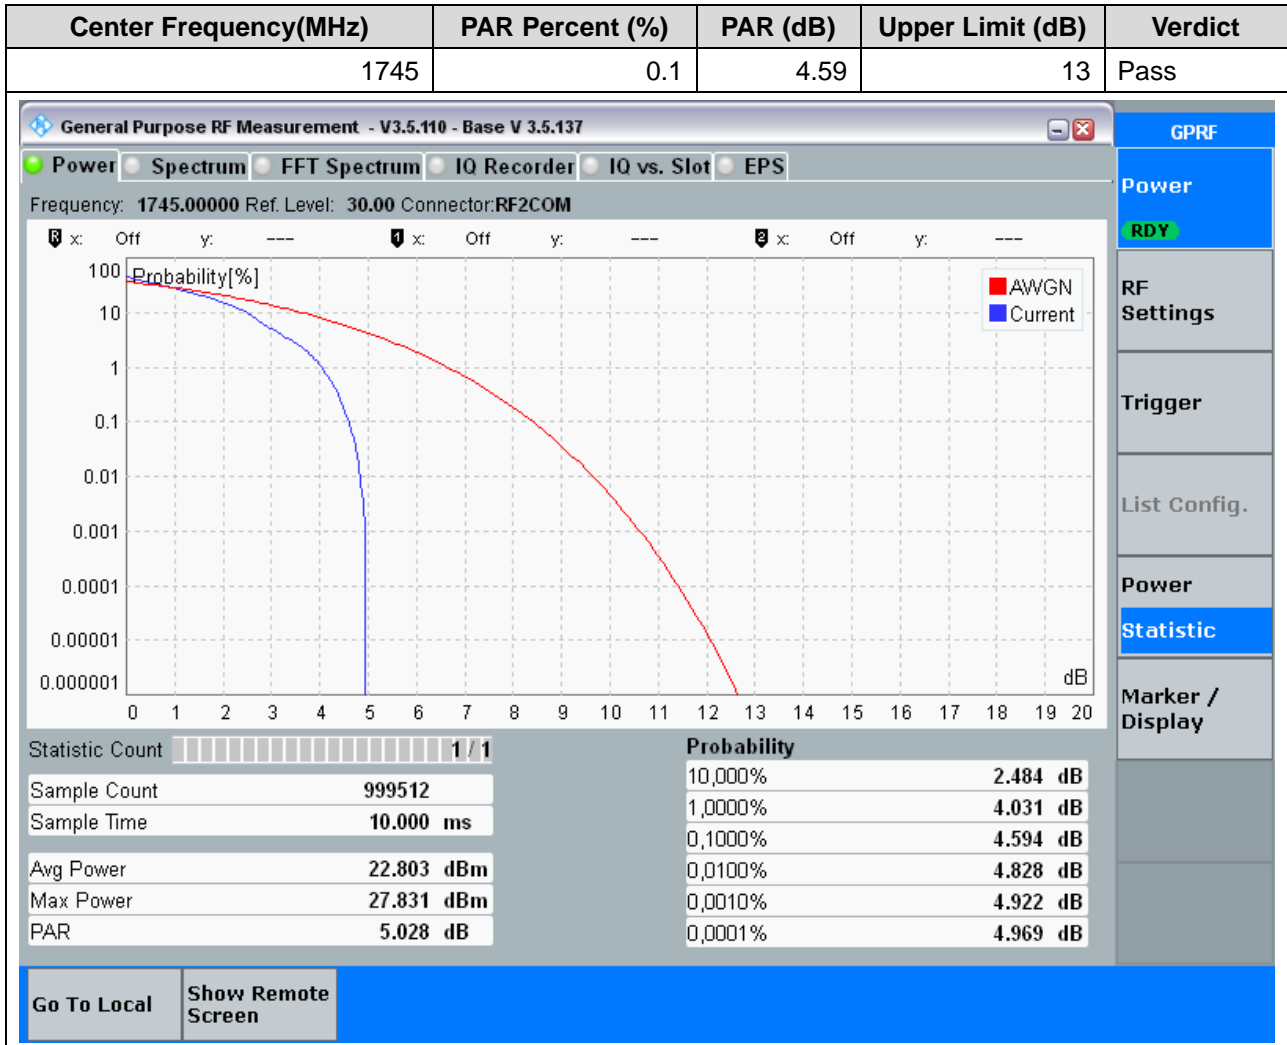 Center Frequency(MHz) PAR Percent (%) PAR (dB) Upper Limit (dB) Verdict
1745 0.1 4.59 13 Pass
General Purpose RF Measurement - V3.5.110 - Base V 3.5.137
GPRF
Power Spectrum FFT Spectrum IQ Recorder IQ vs. Slot EPS
Frequency: 1745.00000 Ref. Level: 30.00 Connector:RF2COM
R x: Off y: --- 1 x: Off y: --- 2 x: Off y: ---
Probability[%]
AWGN
Current
100
10
1
0.1
0.01
0.001
0.0001
0.00001
0.000001
dB
0 1 2 3 4 5 6 7 8 9 10 11 12 13 14 15 16 17 18 19 20
Statistic Count 1 / 1
Sample Count 999512
Sample Time 10.000 ms
Avg Power 22.803 dBm
Max Power 27.831 dBm
PAR 5.028 dB
Probability
10,000% 2.484 dB
1,0000% 4.031 dB
0,1000% 4.594 dB
0,0100% 4.828 dB
0,0010% 4.922 dB
0,0001% 4.969 dB
Power
RDY
RF
Settings
Trigger
List Config.
Power
Statistic
Marker /
Display
Go To Local
Show Remote
Screen